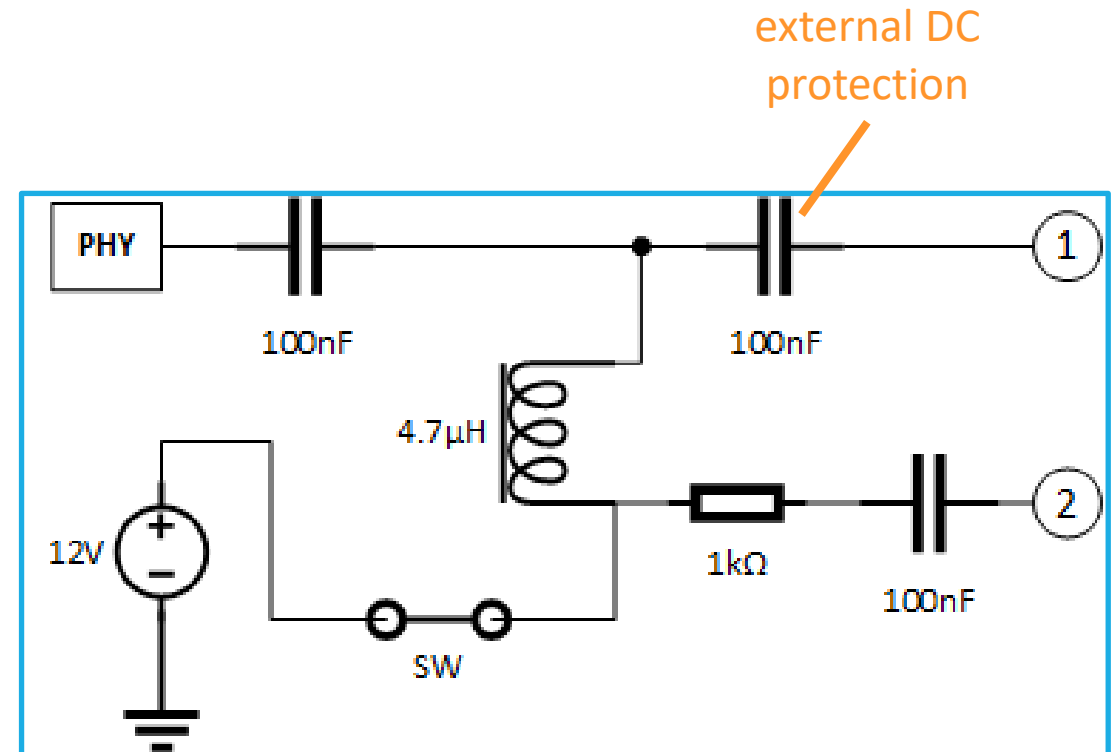 external DC
protection
PHY
1
100nF
100nF
4.7µH
12V
1kΩ
2
100nF
SW